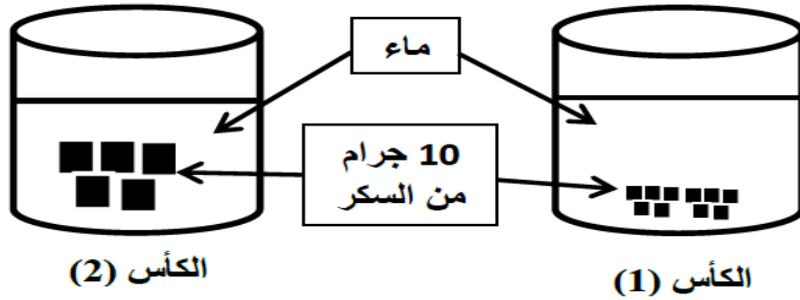 ماء
10 جرام
من السكر
الكأس (1)
الكأس (2)